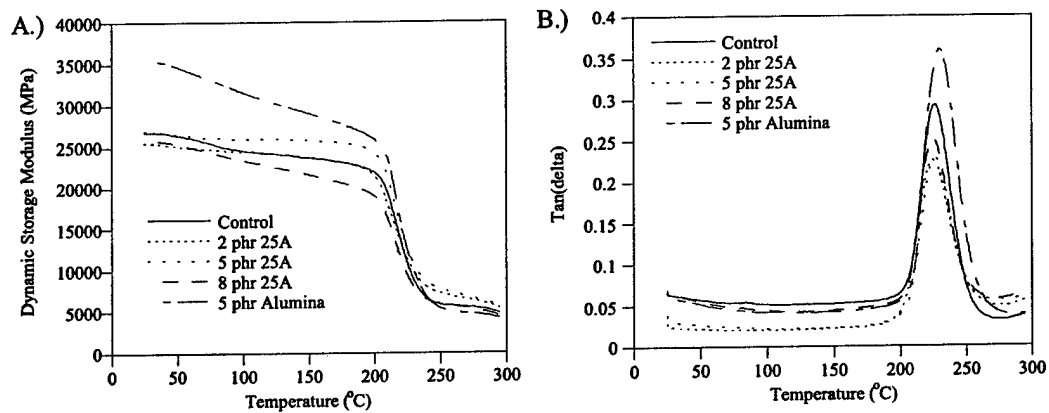 A.)
40000
35000
30000
25000
20000
15000
10000
5000
0
Dynamic Storage Modulus (MPa)
Control
2 phr 25A
5 phr 25A
8 phr 25A
5 phr Alumina
0 50 100 150 200 250 300
Temperature (°C)
B.)
0.4
0.35
0.3
0.25
0.2
0.15
0.1
0.05
0
Tan(delta)
Control
2 phr 25A
5 phr 25A
8 phr 25A
5 phr Alumina
0 50 100 150 200 250 300
Temperature (°C)